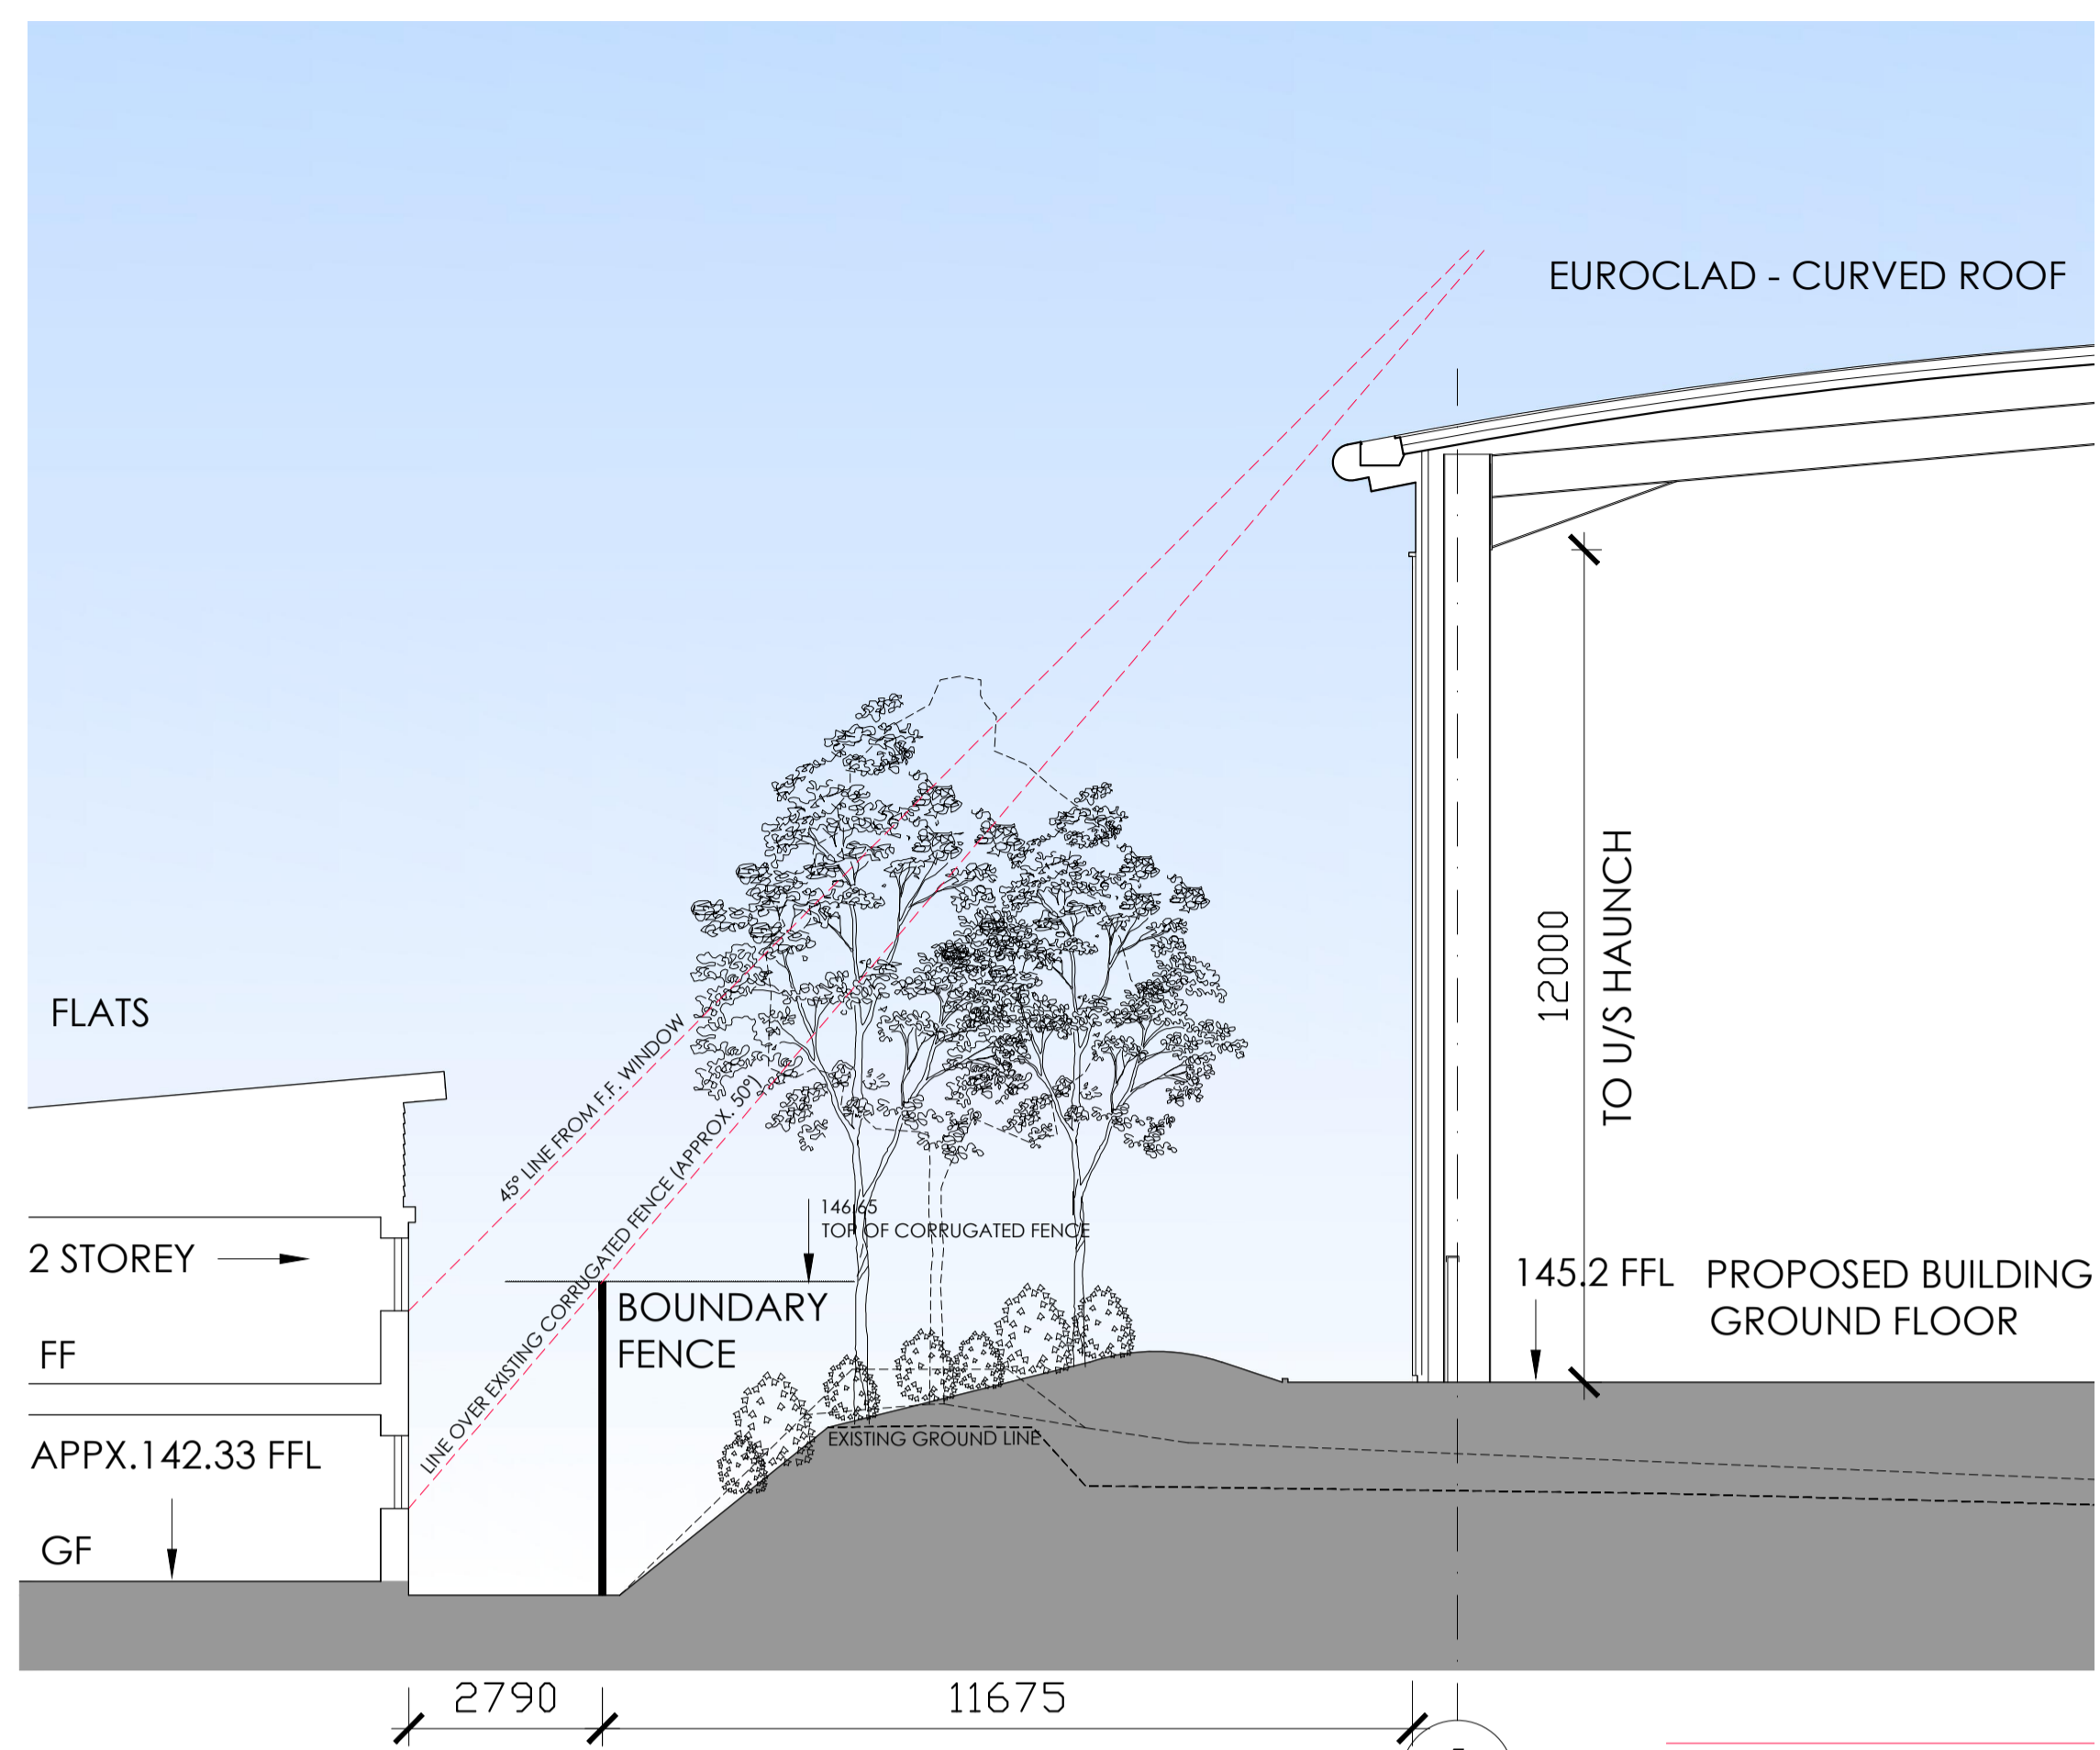 EUROCLAD - CURVED ROOF
FLATS
45° LINE FROM F.F. WINDOW
LINE OVER EXISTING CORRUGATED FENCE (APPROX. 50°)
12000
TO U/S HAUNCH
146.65
TOP OF CORRUGATED FENCE
2 STOREY
BOUNDARY
FENCE
145.2 FFL
PROPOSED BUILDING
GROUND FLOOR
FF
APPX.142.33 FFL
EXISTING GROUND LINE
GF
2790
11675